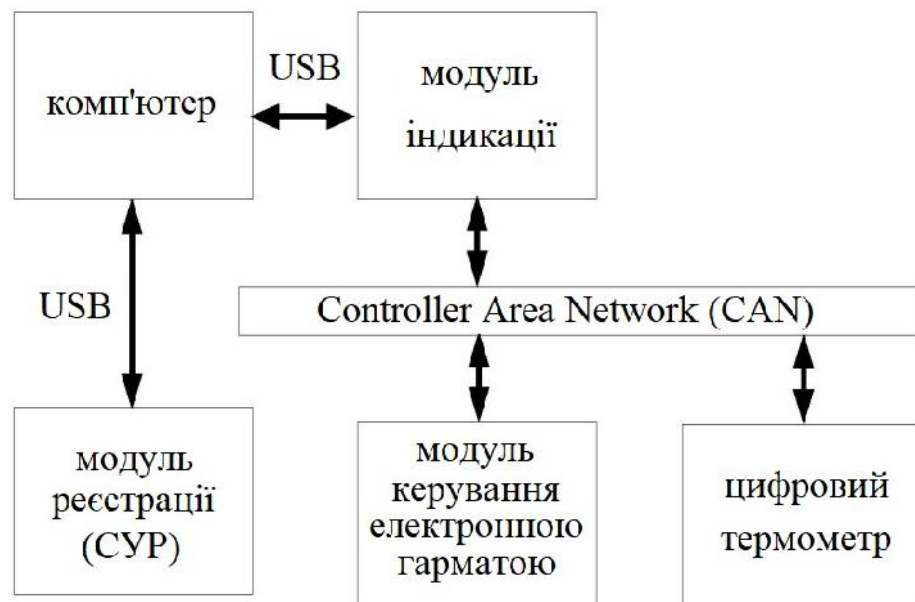 комп'ютер
USB
модуль
індикації
USB
Controller Area Network (CAN)
модуль
реєстрації
(СУР)
модуль
керування
електронною
гарматою
цифровий
термометр